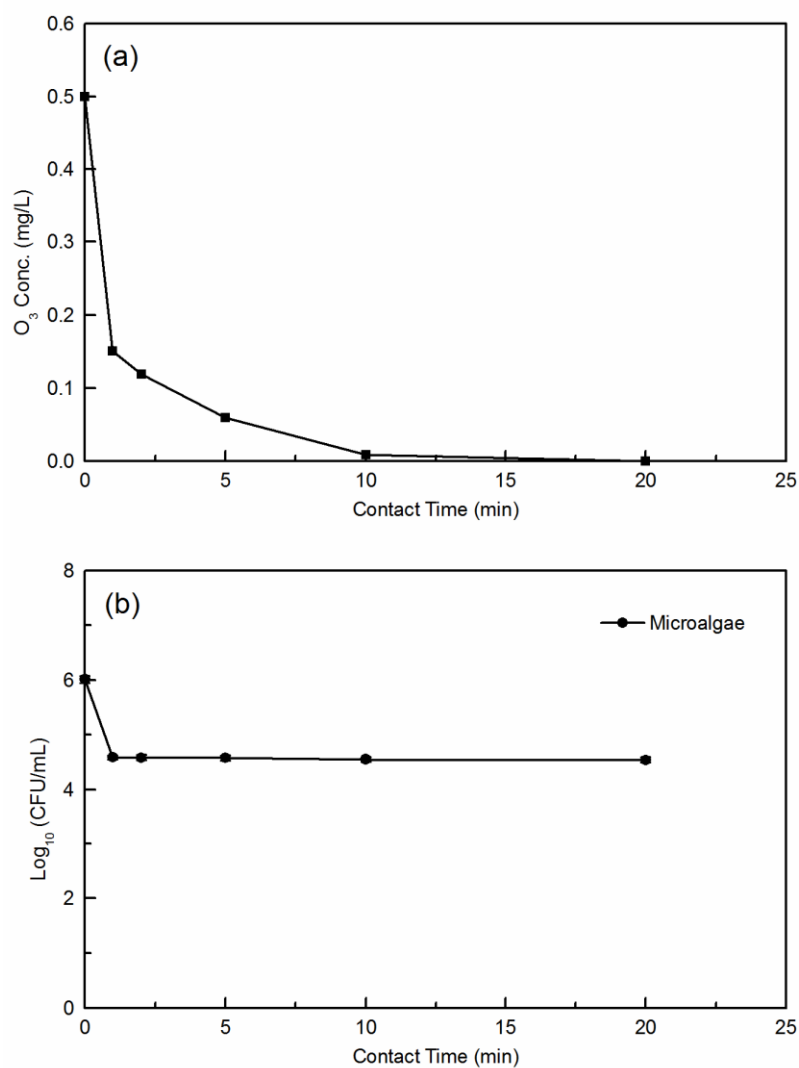 (a)
0.6
0.5
0.4
0.3
0.2
0.1
0.0
O₃ Conc. (mg/L)
0 5 10 15 20 25
Contact Time (min)
(b)
Microalgae
8
6
4
2
0
Log₁₀ (CFU/mL)
0 5 10 15 20 25
Contact Time (min)